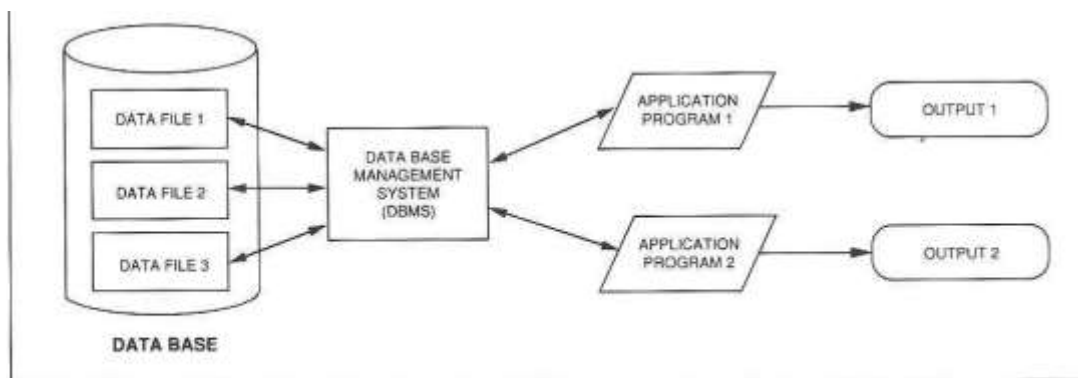 DATA FILE 1
DATA FILE 2
DATA FILE 3
DATA BASE
DATA BASE
MANAGEMENT
SYSTEM
(DBMS)
APPLICATION
PROGRAM 1
APPLICATION
PROGRAM 2
OUTPUT 1
OUTPUT 2